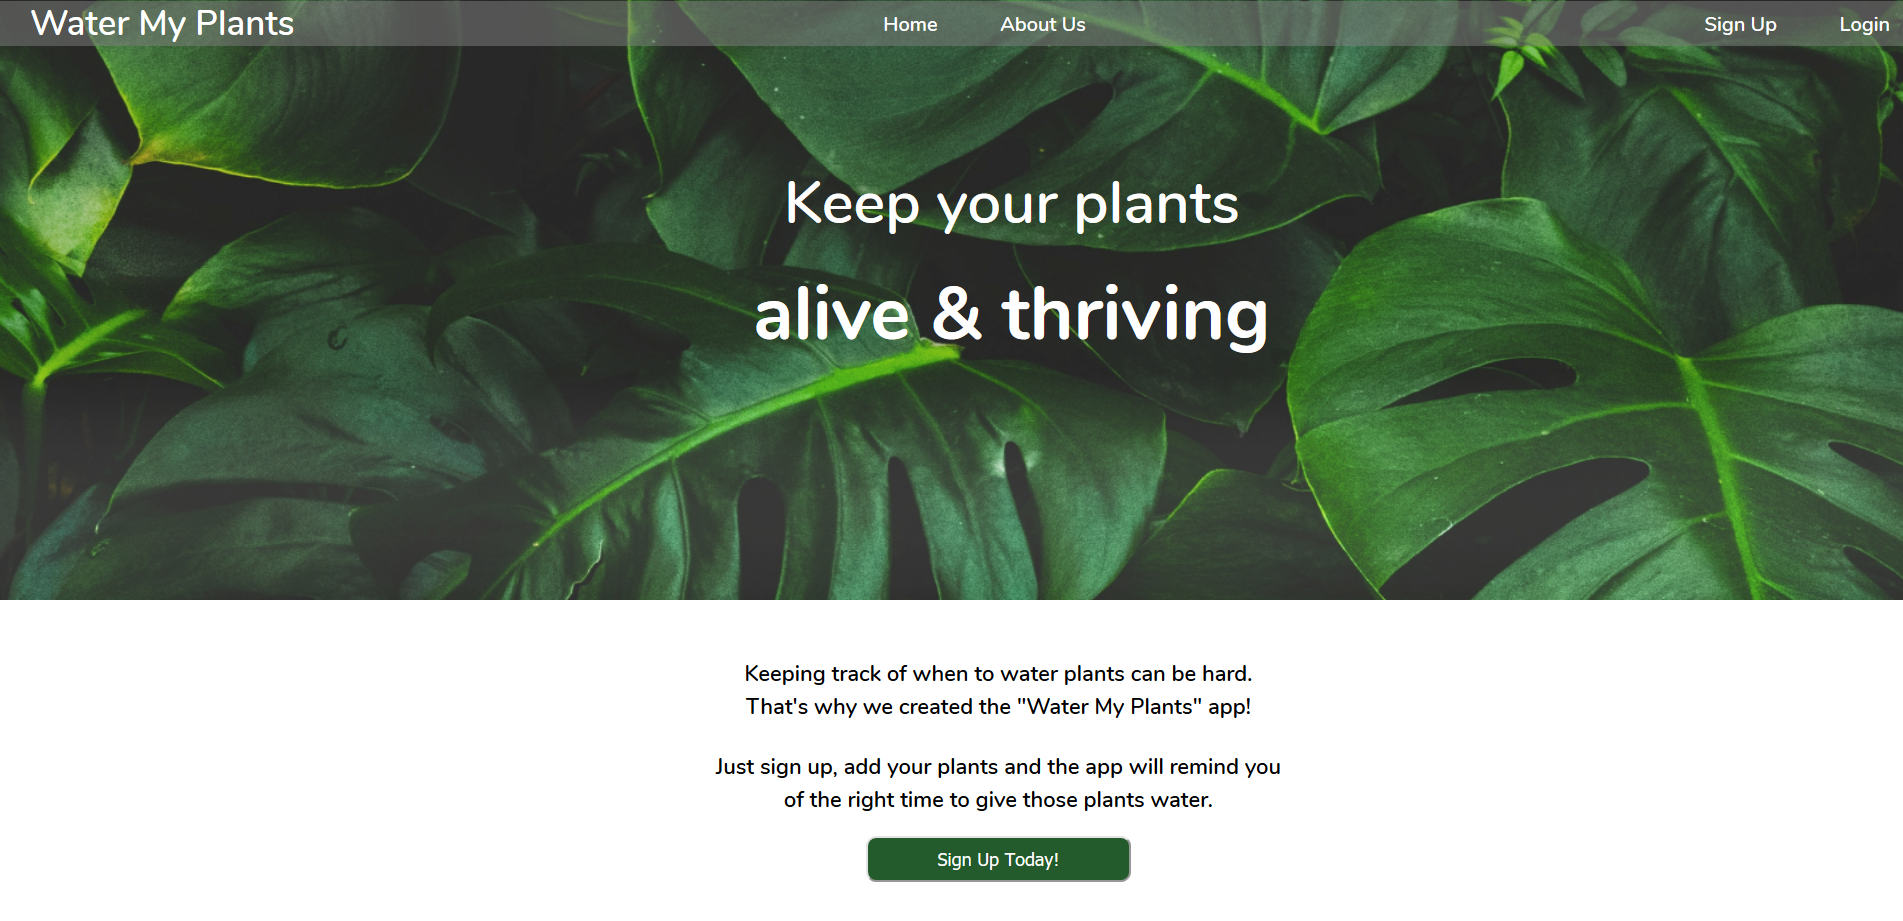 Water My Plants Home About Us Sign Up Login
Keep your plants
alive & thriving
Keeping track of when to water plants can be hard.
That's why we created the "Water My Plants" app!
Just sign up, add your plants and the app will remind you
of the right time to give those plants water.
Sign Up Today!